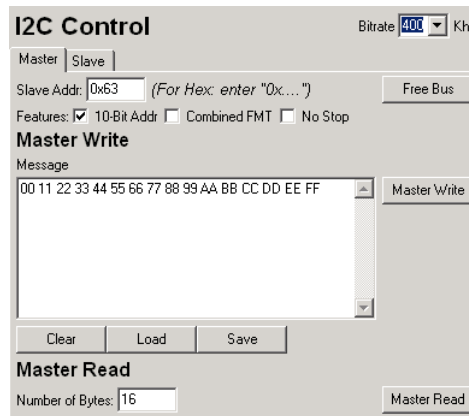 I2C Control
Bitrate 400 Kh
Master Slave
Slave Addr: 0x63 (For Hex: enter "0x....") Free Bus
Features: 10-Bit Addr Combined FMT No Stop
Master Write
Message
00 11 22 33 44 55 66 77 88 99 AA BB CC DD EE FF
Master Write
Clear Load Save
Master Read
Number of Bytes: 16 Master Read